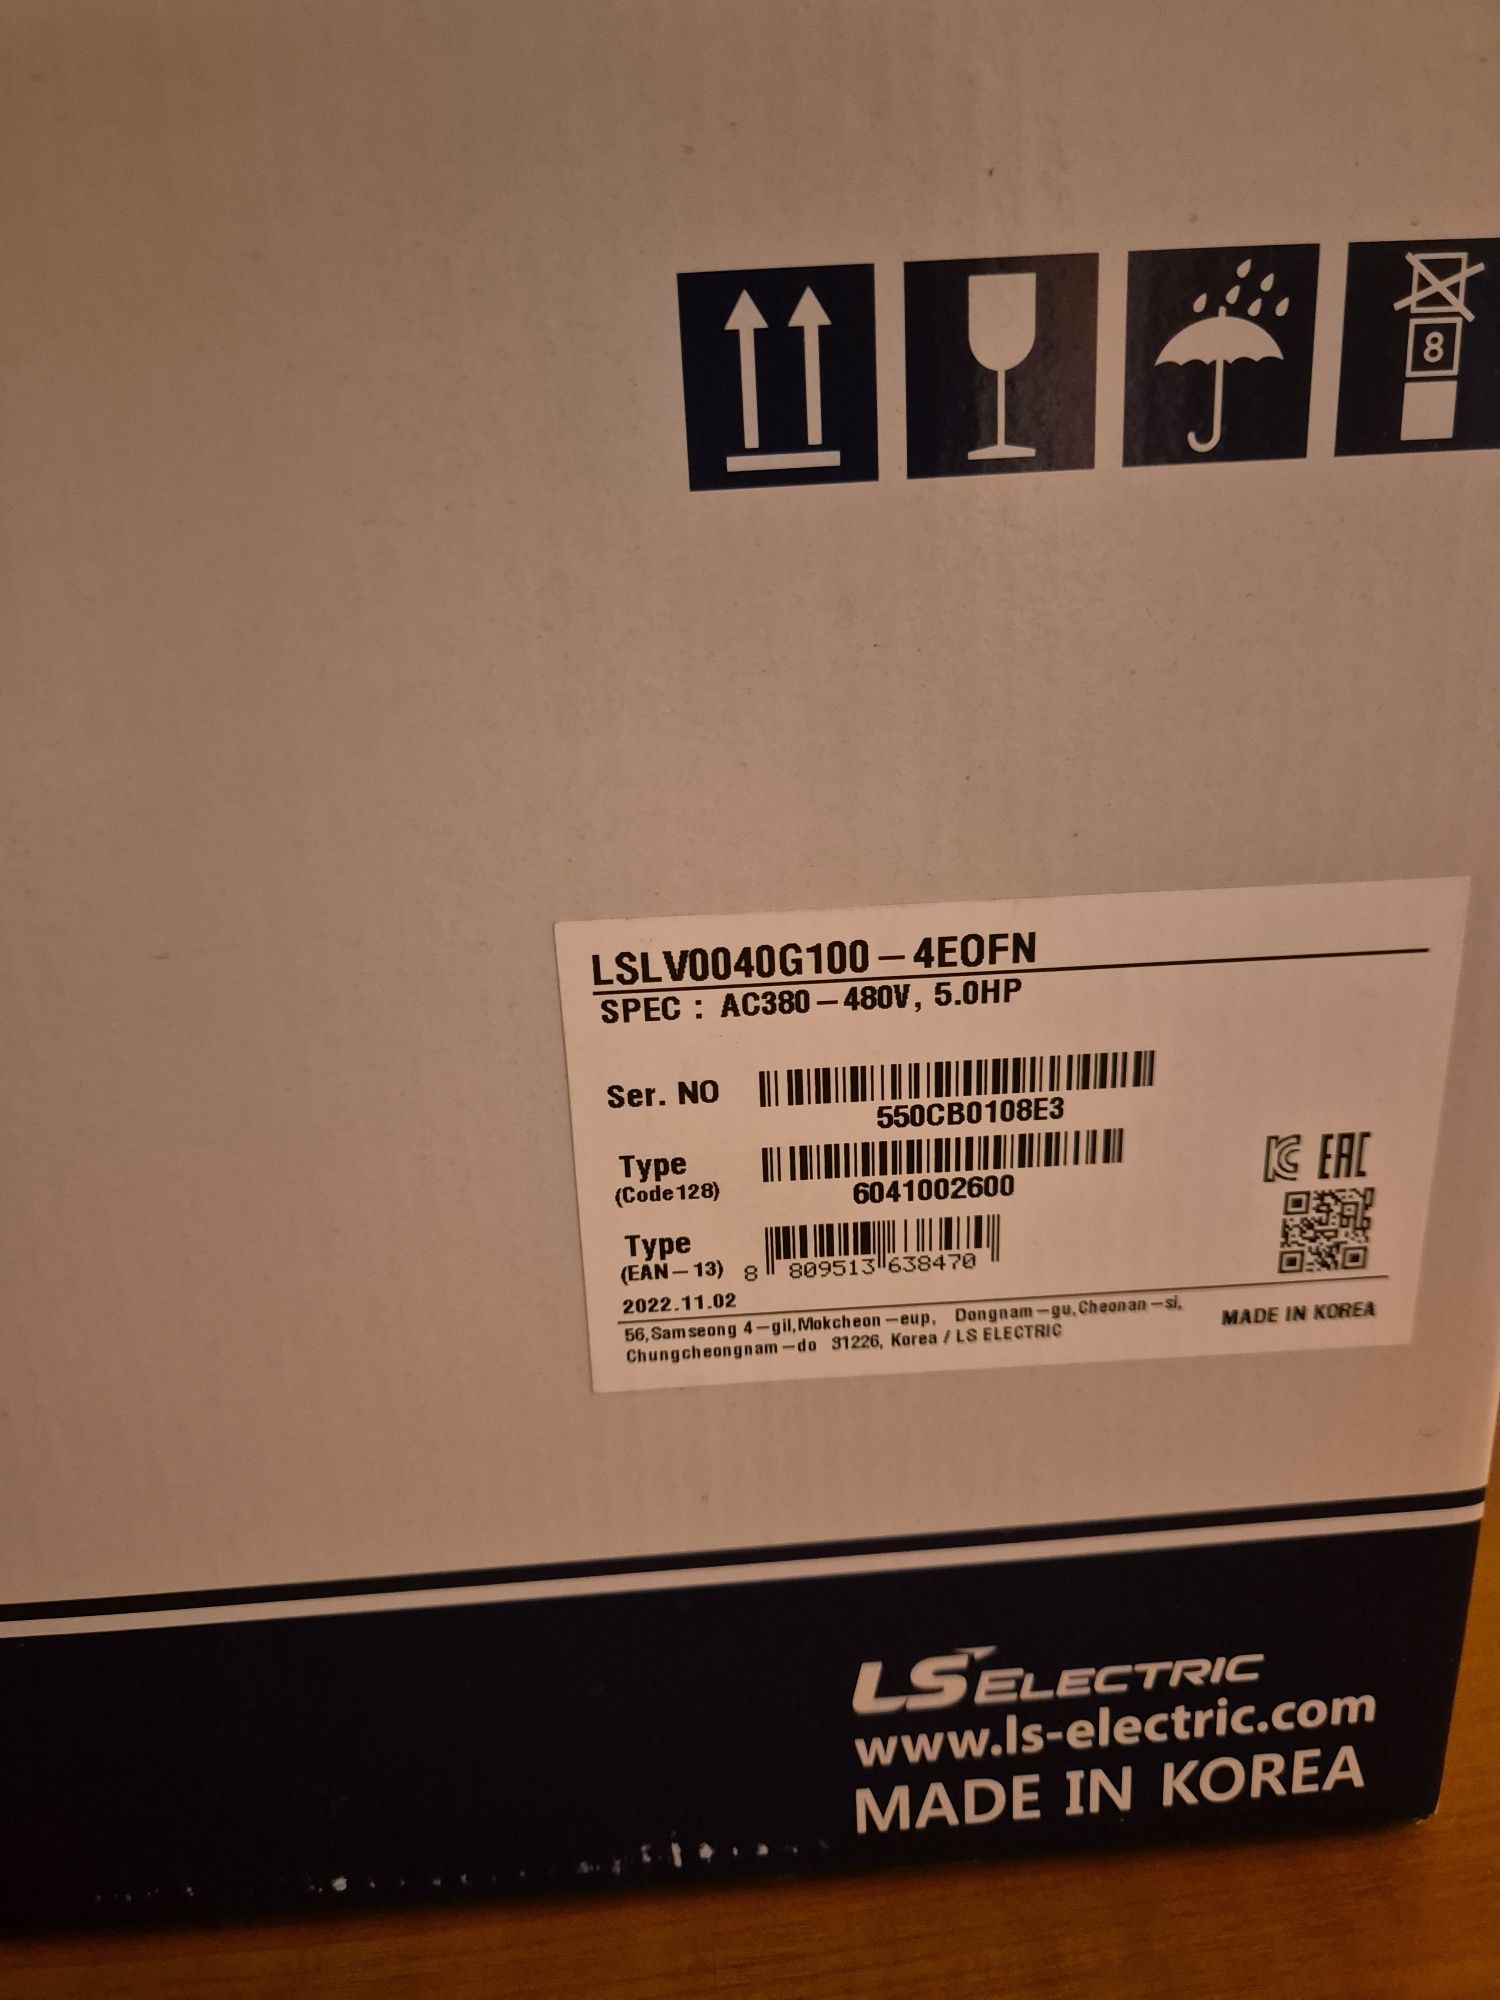 8
LSLV0040G100-4EOFN
SPEC : AC380-480V, 5.0HP
Ser. NO
550CB0108E3
Type
(Code128)
6041002600
Type
(EAN-13)
8 809513 638470
2022.11.02
56,Samseong 4-gil,Mokcheon-eup, Dongnam-gu,Cheonan-si,
Chungcheongnam-do 31226, Korea / LS ELECTRIC
EAC
MADE IN KOREA
LS ELECTRIC
www.ls-electric.com
MADE IN KOREA